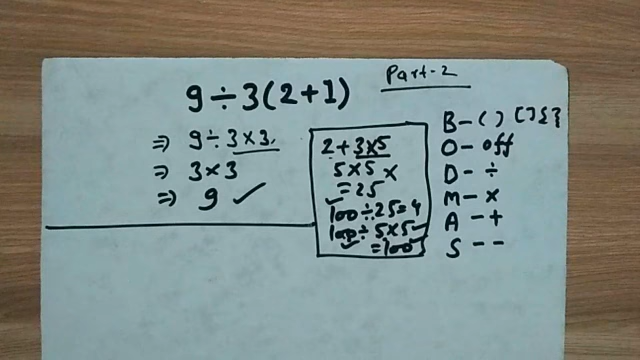 Part-2
9÷3(2+1)
⇒ 9÷3×3
⇒ 3×3
⇒ 9 ✓
2+3×5
5×5 ×
=25
✓
100÷25=4
100÷5×5
✓ =100
B-( ) [ ] { }
O- off
D- ÷
M- ×
A- +
S- -